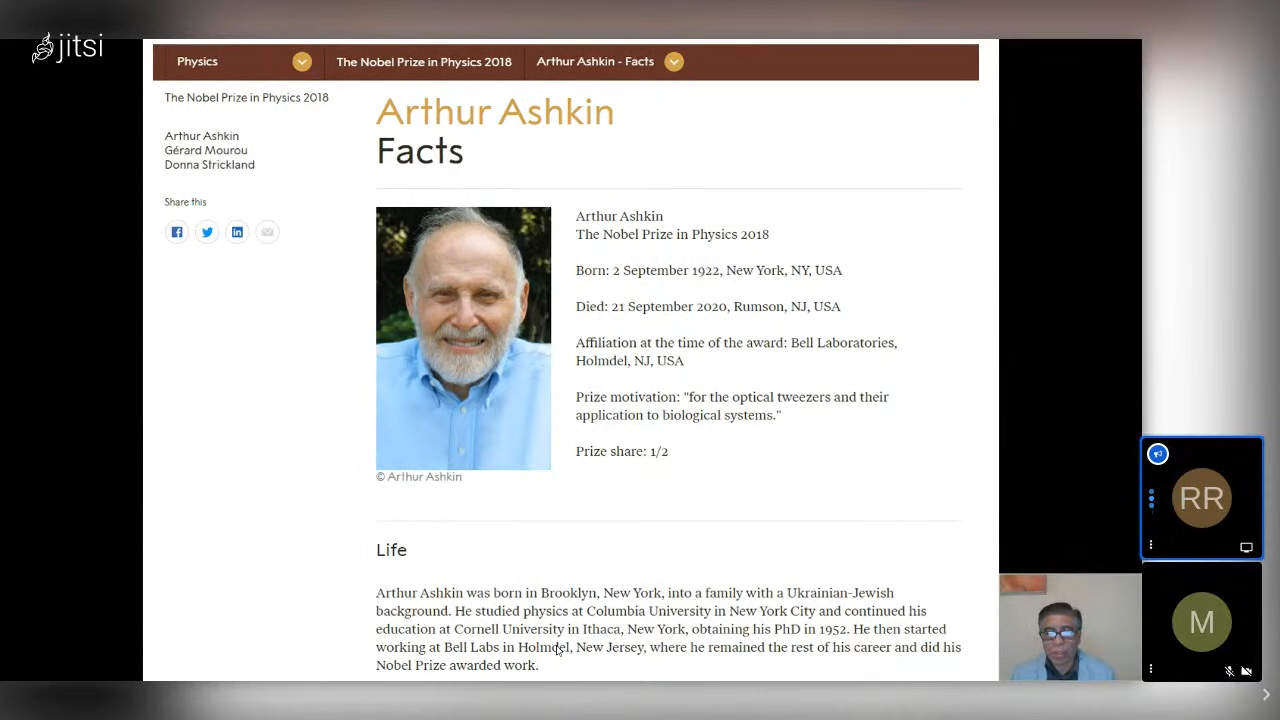 jitsi
Physics
The Nobel Prize in Physics 2018
Arthur Ashkin - Facts
The Nobel Prize in Physics 2018
Arthur Ashkin
Gérard Mourou
Donna Strickland
Share this
Arthur Ashkin
Facts
Arthur Ashkin
The Nobel Prize in Physics 2018
Born: 2 September 1922, New York, NY, USA
Died: 21 September 2020, Rumson, NJ, USA
Affiliation at the time of the award: Bell Laboratories,
Holmdel, NJ, USA
Prize motivation: "for the optical tweezers and their
application to biological systems."
Prize share: 1/2
© Arthur Ashkin
Life
Arthur Ashkin was born in Brooklyn, New York, into a family with a Ukrainian-Jewish
background. He studied physics at Columbia University in New York City and continued his
education at Cornell University in Ithaca, New York, obtaining his PhD in 1952. He then started
working at Bell Labs in Holmdel, New Jersey, where he remained the rest of his career and did his
Nobel Prize awarded work.
RR
M